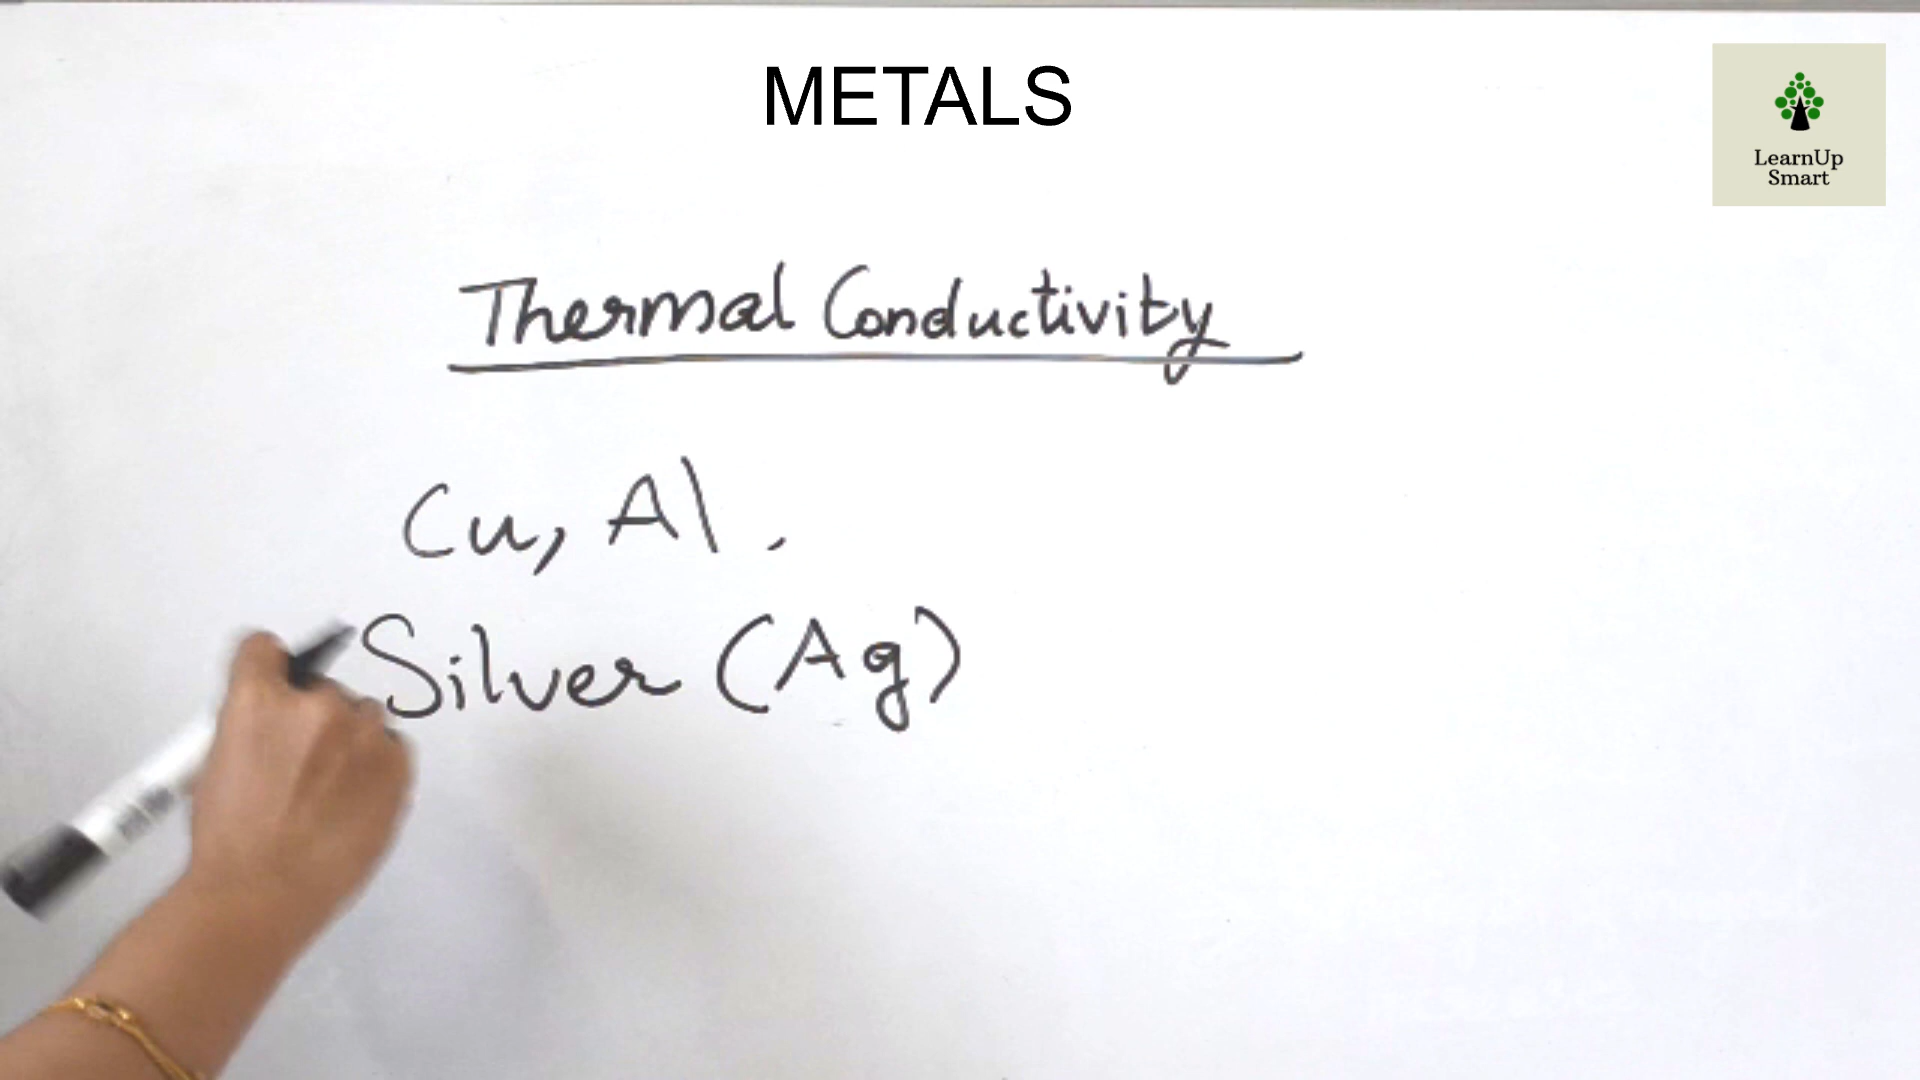 METALS
LearnUp
Smart
Thermal Conductivity
Cu, Al.
Silver (Ag)